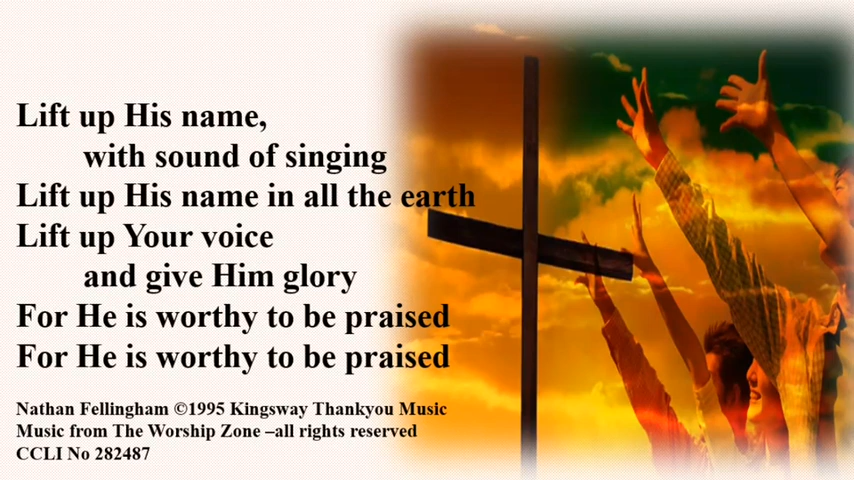 Lift up His name,
with sound of singing
Lift up His name in all the earth
Lift up Your voice
and give Him glory
For He is worthy to be praised
For He is worthy to be praised
Nathan Fellingham ©1995 Kingsway Thankyou Music
Music from The Worship Zone –all rights reserved
CCLI No 282487